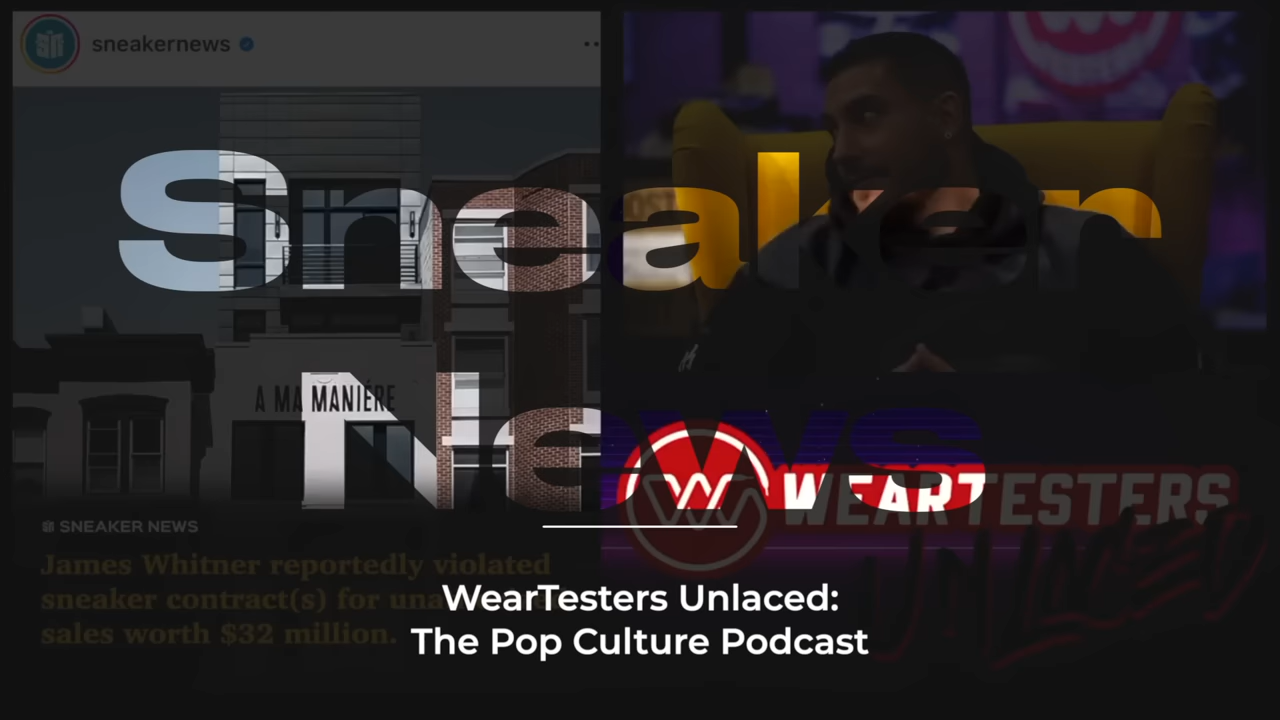 sneakernews
Sneaker
News
A MA MANIÉRE
SNEAKER NEWS
James Whitner reportedly violated
sneaker contract(s) for una
sales worth $32 million.
WEARTESTERS
UNLACED
WearTesters Unlaced:
The Pop Culture Podcast